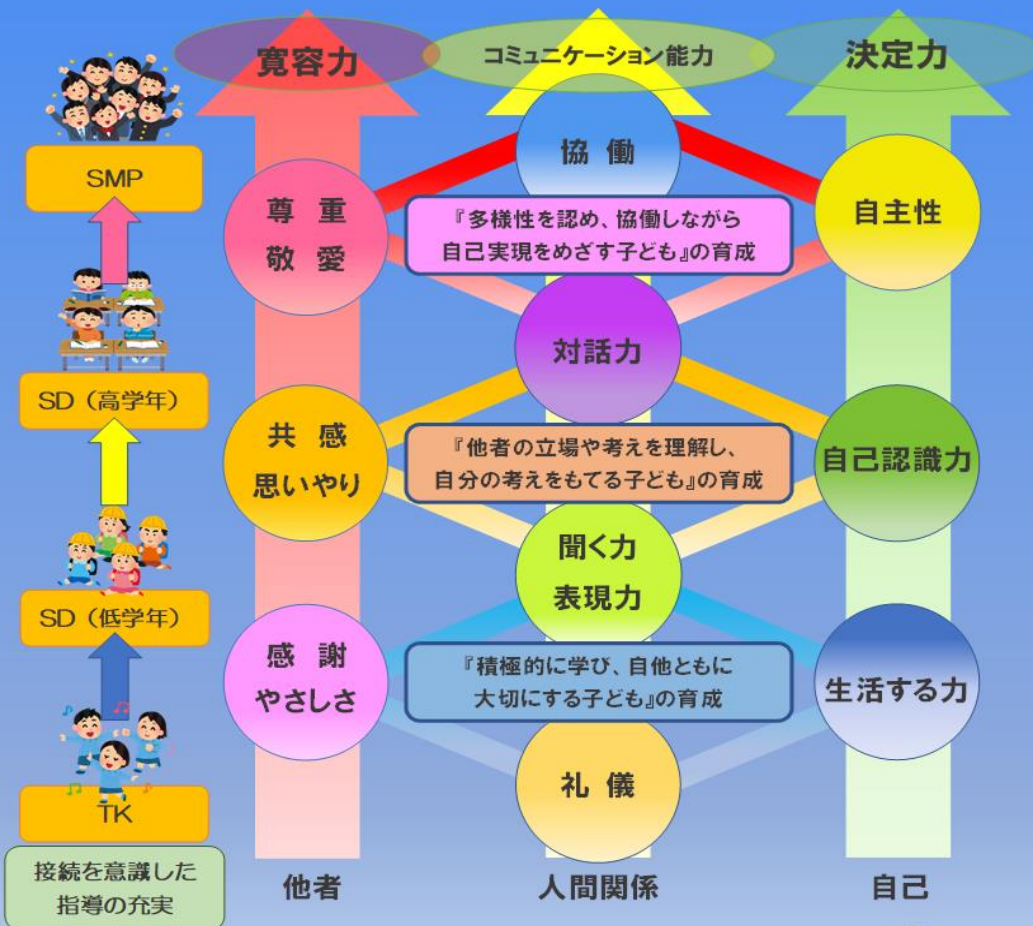 寛容力
コミュニケーション能力
決定力
協 働
SMP
尊 重
敬 愛
『多様性を認め、協働しながら
自己実現をめざす子ども』の育成
自主性
対話力
SD（高学年）
共 感
思いやり
『他者の立場や考えを理解し、
自分の考えをもてる子ども』の育成
自己認識力
聞く力
表現力
SD（低学年）
感 謝
やさしさ
『積極的に学び、自他ともに
大切にする子ども』の育成
生活する力
礼 儀
TK
接続を意識した
指導の充実
他者
人間関係
自己